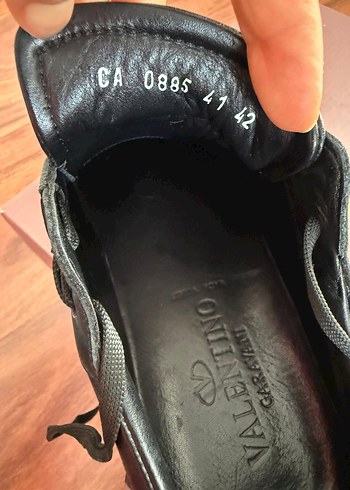 CA 0885 41 42
VALENTINO
GARAVANI